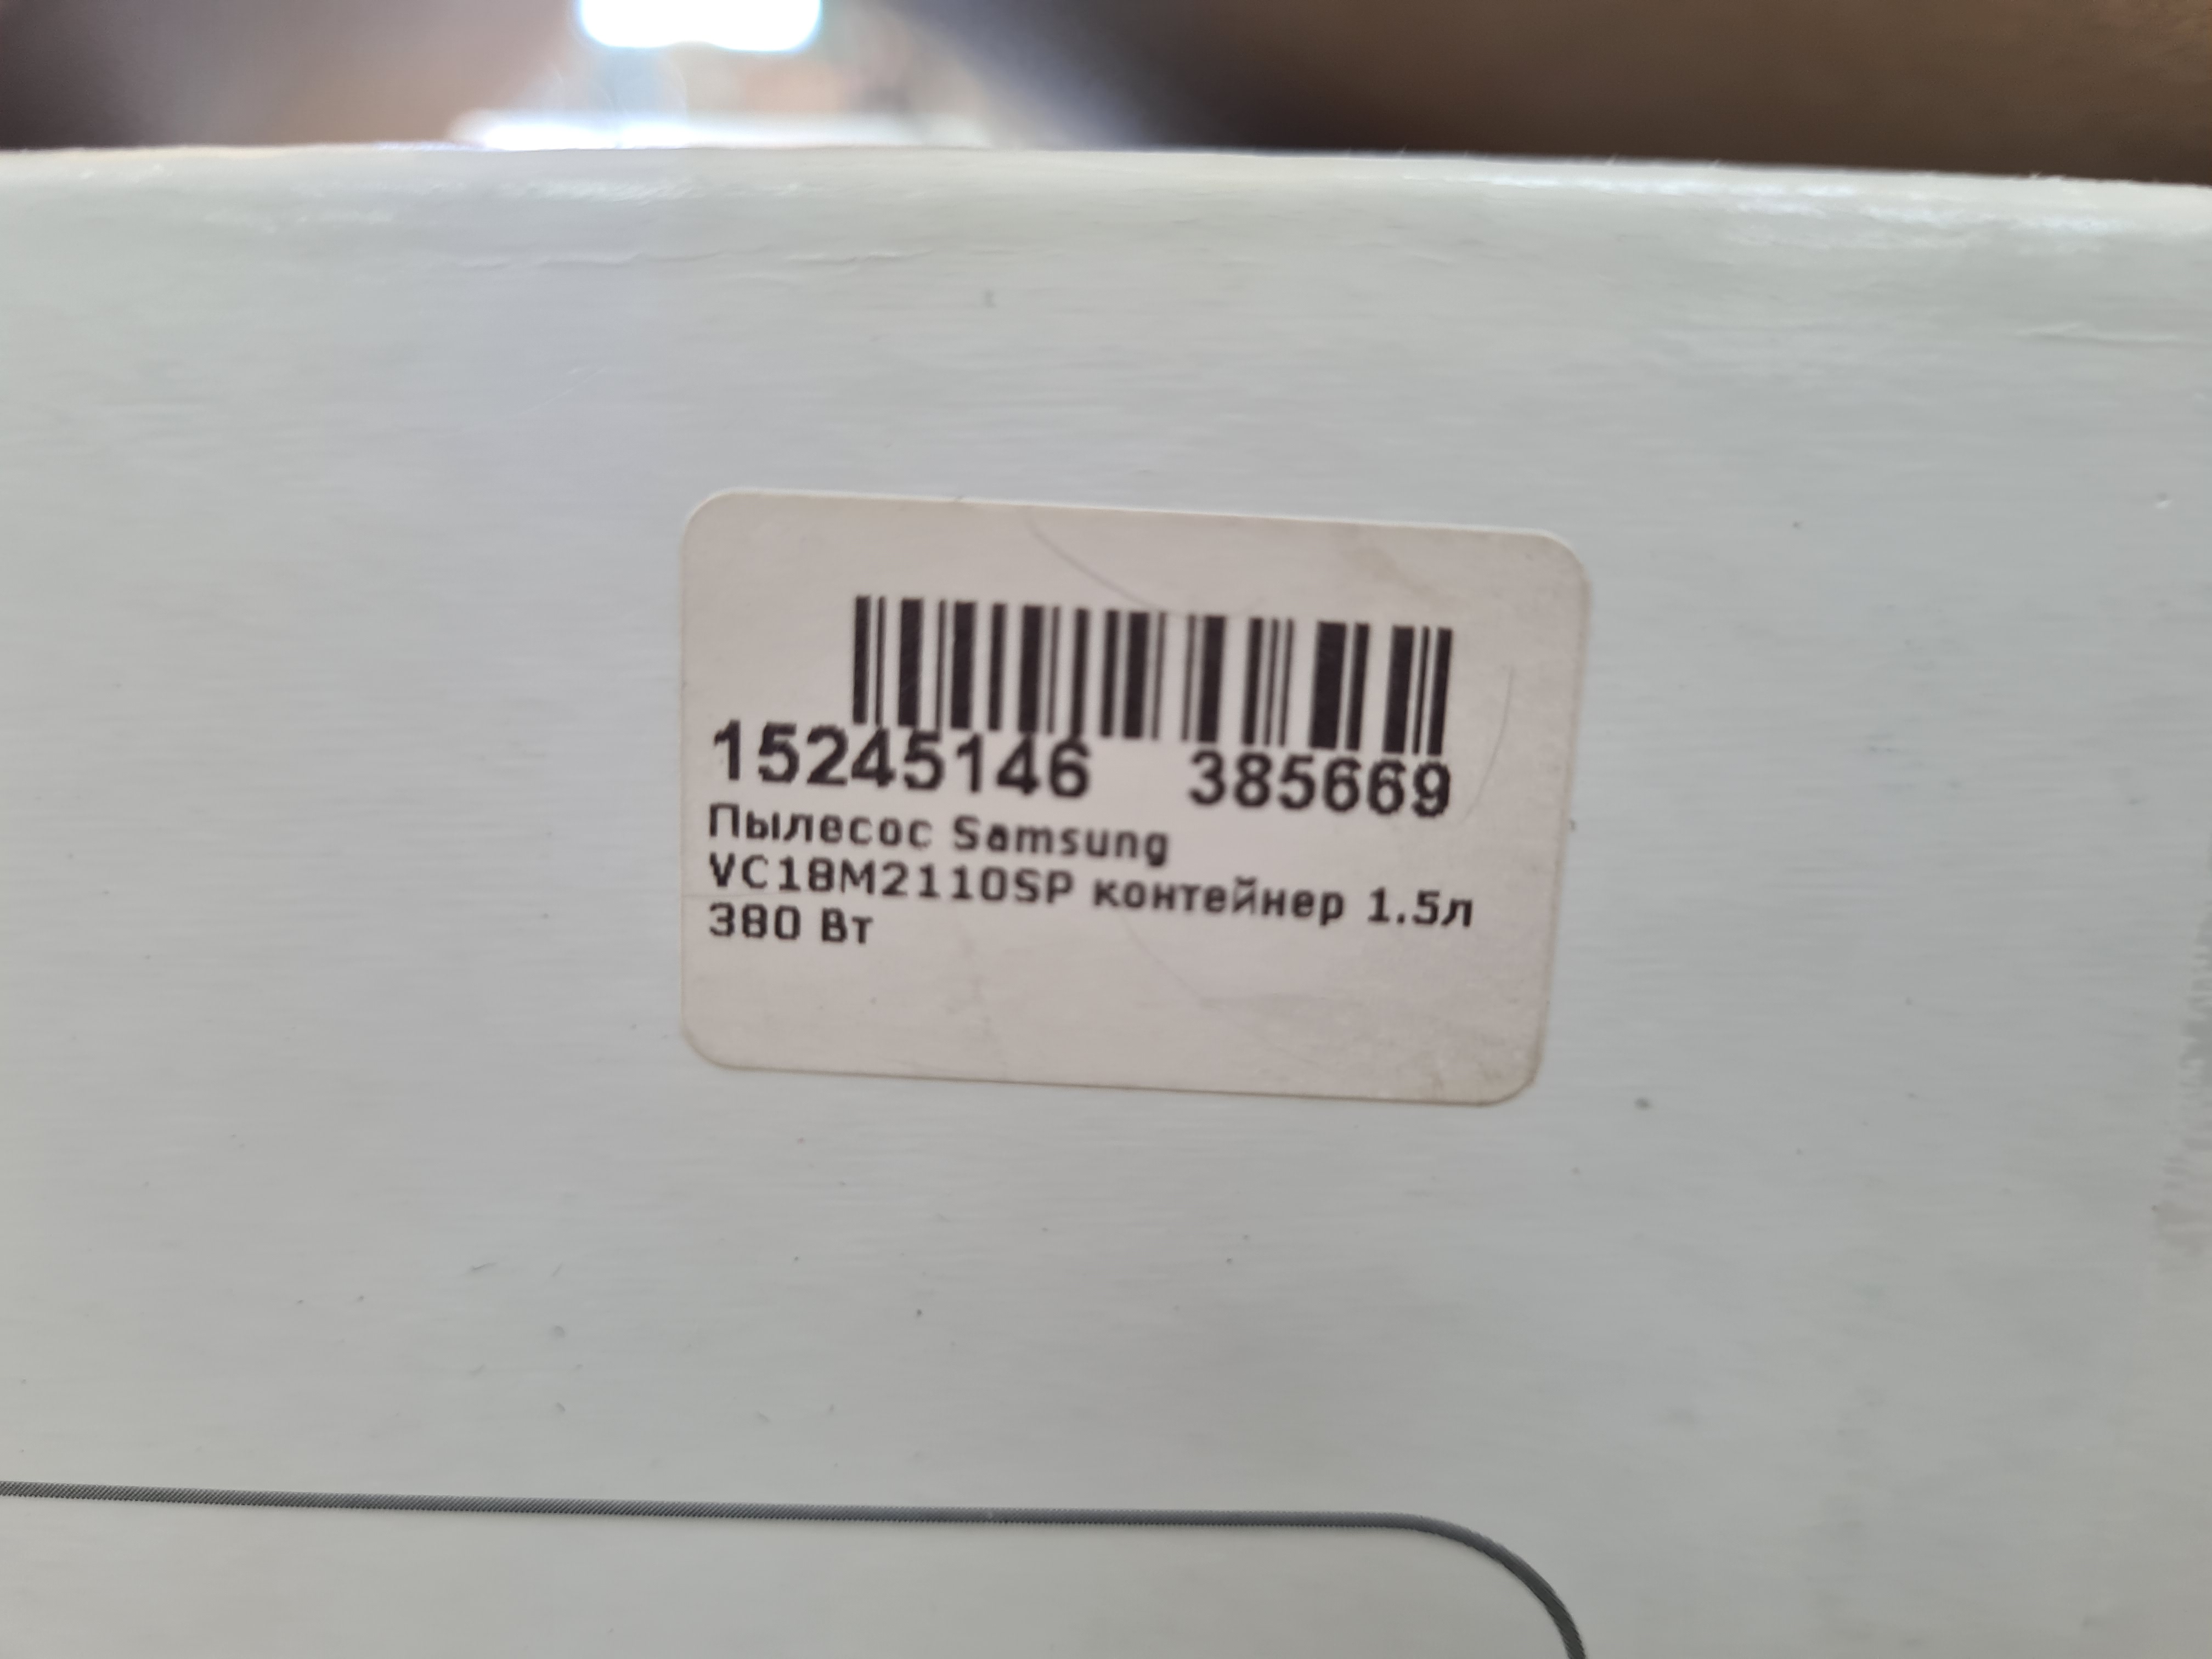 15245146 385669
Пылесос Samsung
VC18M2110SP контейнер 1.5л
380 Вт